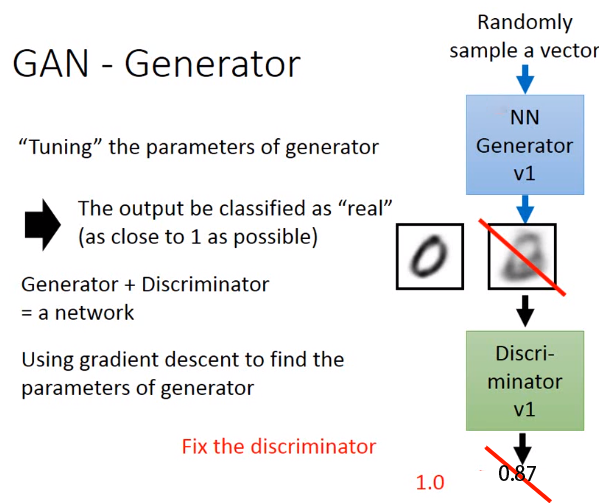 Randomly
sample a vector
GAN - Generator
NN
Generator
v1
“Tuning” the parameters of generator
The output be classified as “real”
(as close to 1 as possible)
Generator + Discriminator
= a network
Using gradient descent to find the
parameters of generator
Discri-
minator
v1
Fix the discriminator
1.0
0.87